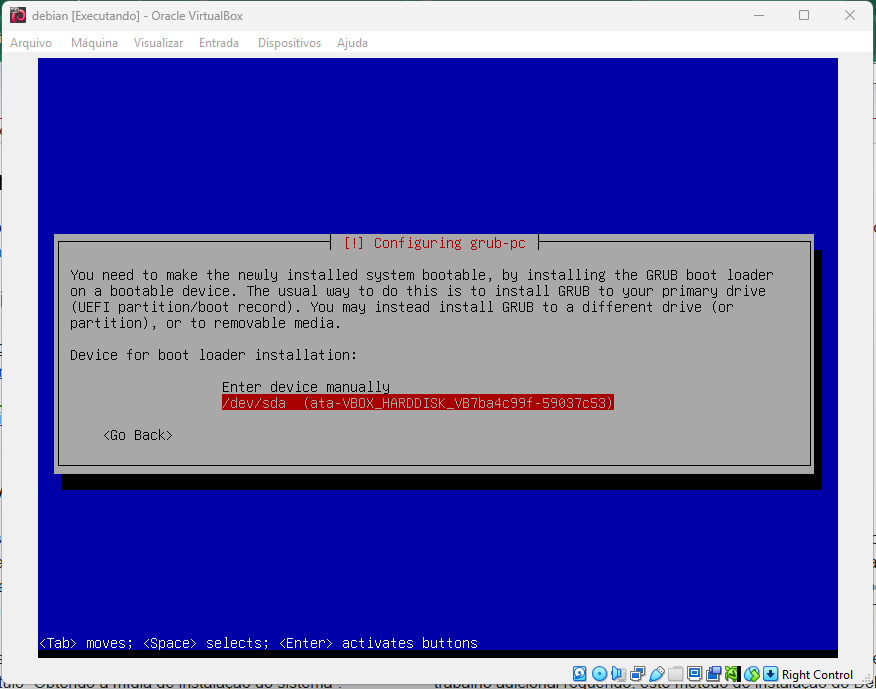 debian [Executando] - Oracle VirtualBox
Arquivo Máquina Visualizar Entrada Dispositivos Ajuda
[!] Configuring grub-pc
You need to make the newly installed system bootable, by installing the GRUB boot loader
on a bootable device. The usual way to do this is to install GRUB to your primary drive
(UEFI partition/boot record). You may instead install GRUB to a different drive (or
partition), or to removable media.
Device for boot loader installation:
Enter device manually
/dev/sda (ata-VBOX_HARDDISK_VB7ba4c99f-59037c53)
<Go Back>
<Tab> moves; <Space> selects; <Enter> activates buttons
Right Control